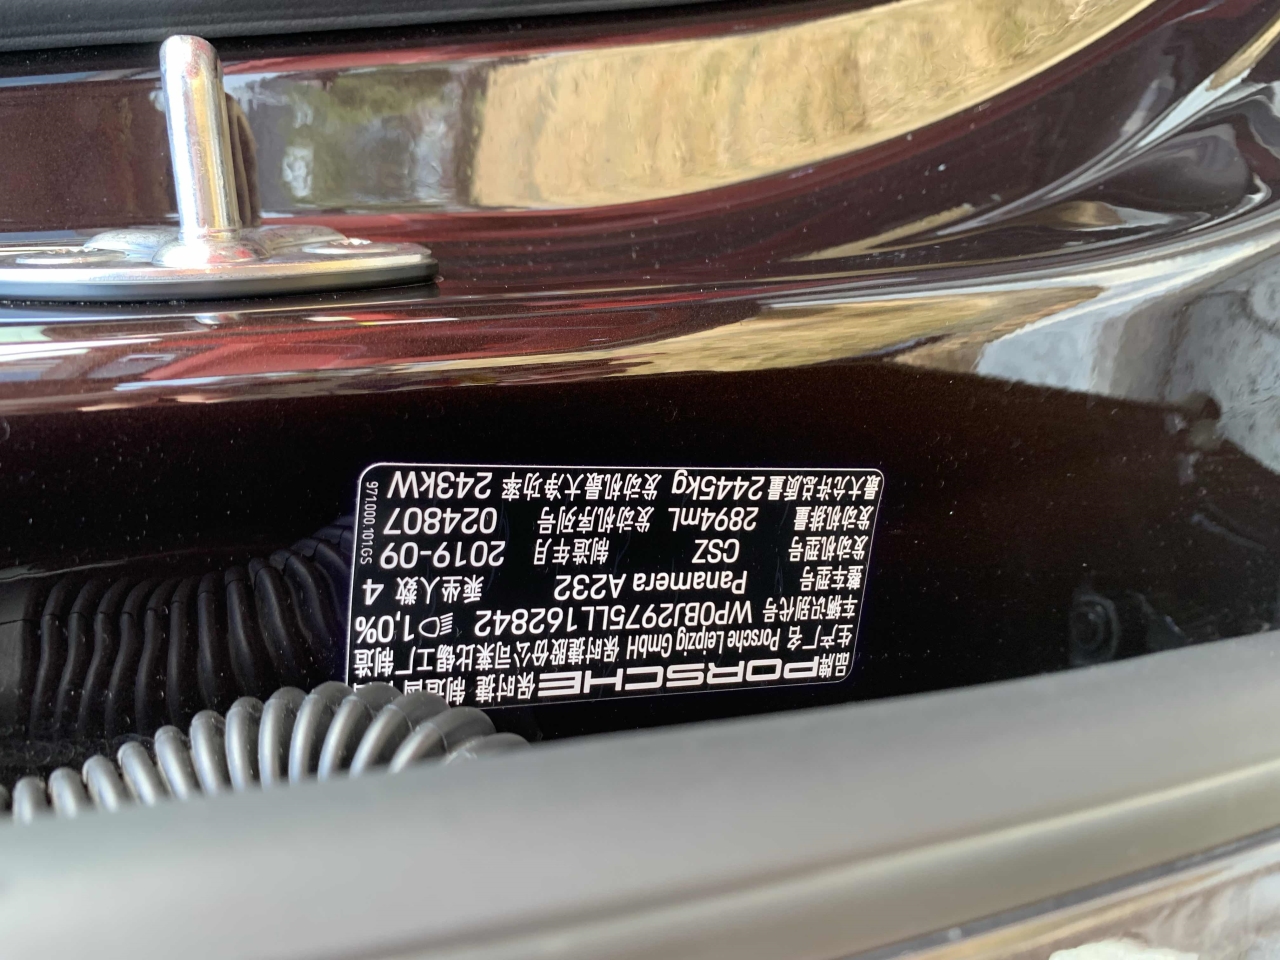 品牌 PORSCHE 保时捷 制造国
生产厂名 Porsche Leipzig GmbH 保时捷股份公司莱比锡工厂制造
车辆识别代号 WP0BJ2975LL162842 1,0%
整车型号 Panamera A232 乘坐人数 4
发动机型号 CSZ 制造年月 2019-09
发动机排量 2894mL 发动机序列号 024807
最大允许总质量 2445kg 发动机最大净功率 243kW
971.000.101.GS